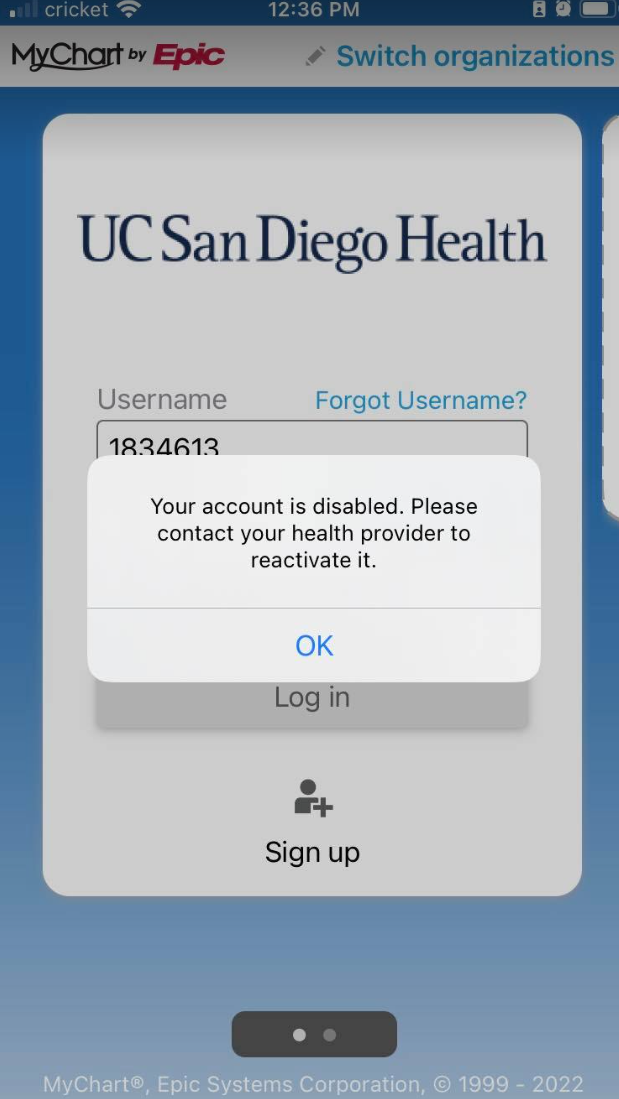 cricket 12:36 PM
MyChart by Epic Switch organizations
UC San Diego Health
Username Forgot Username?
1834613
Your account is disabled. Please
contact your health provider to
reactivate it.
OK
Log in
Sign up
MyChart®, Epic Systems Corporation, © 1999 - 2022